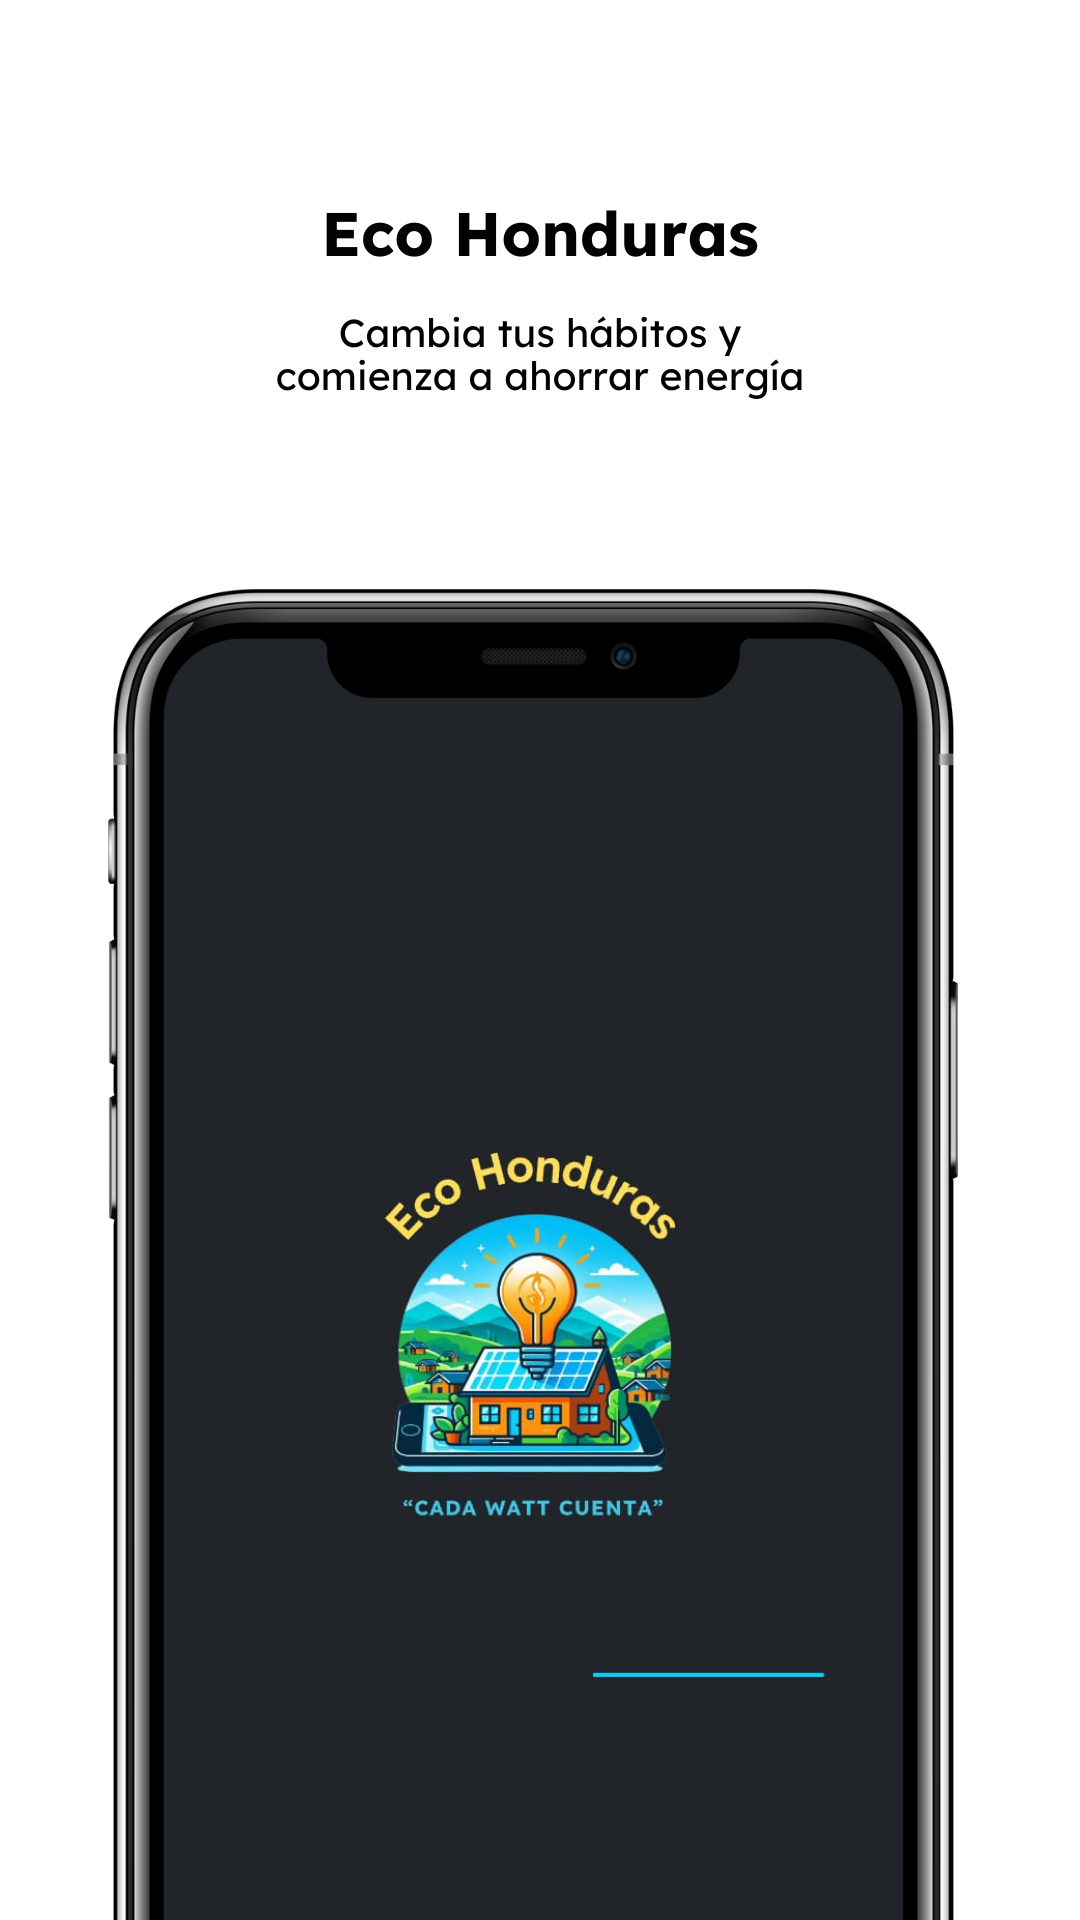 Eco Honduras
Cambia tus hábitos y
comienza a ahorrar energía
Eco Honduras
“CADA WATT CUENTA”